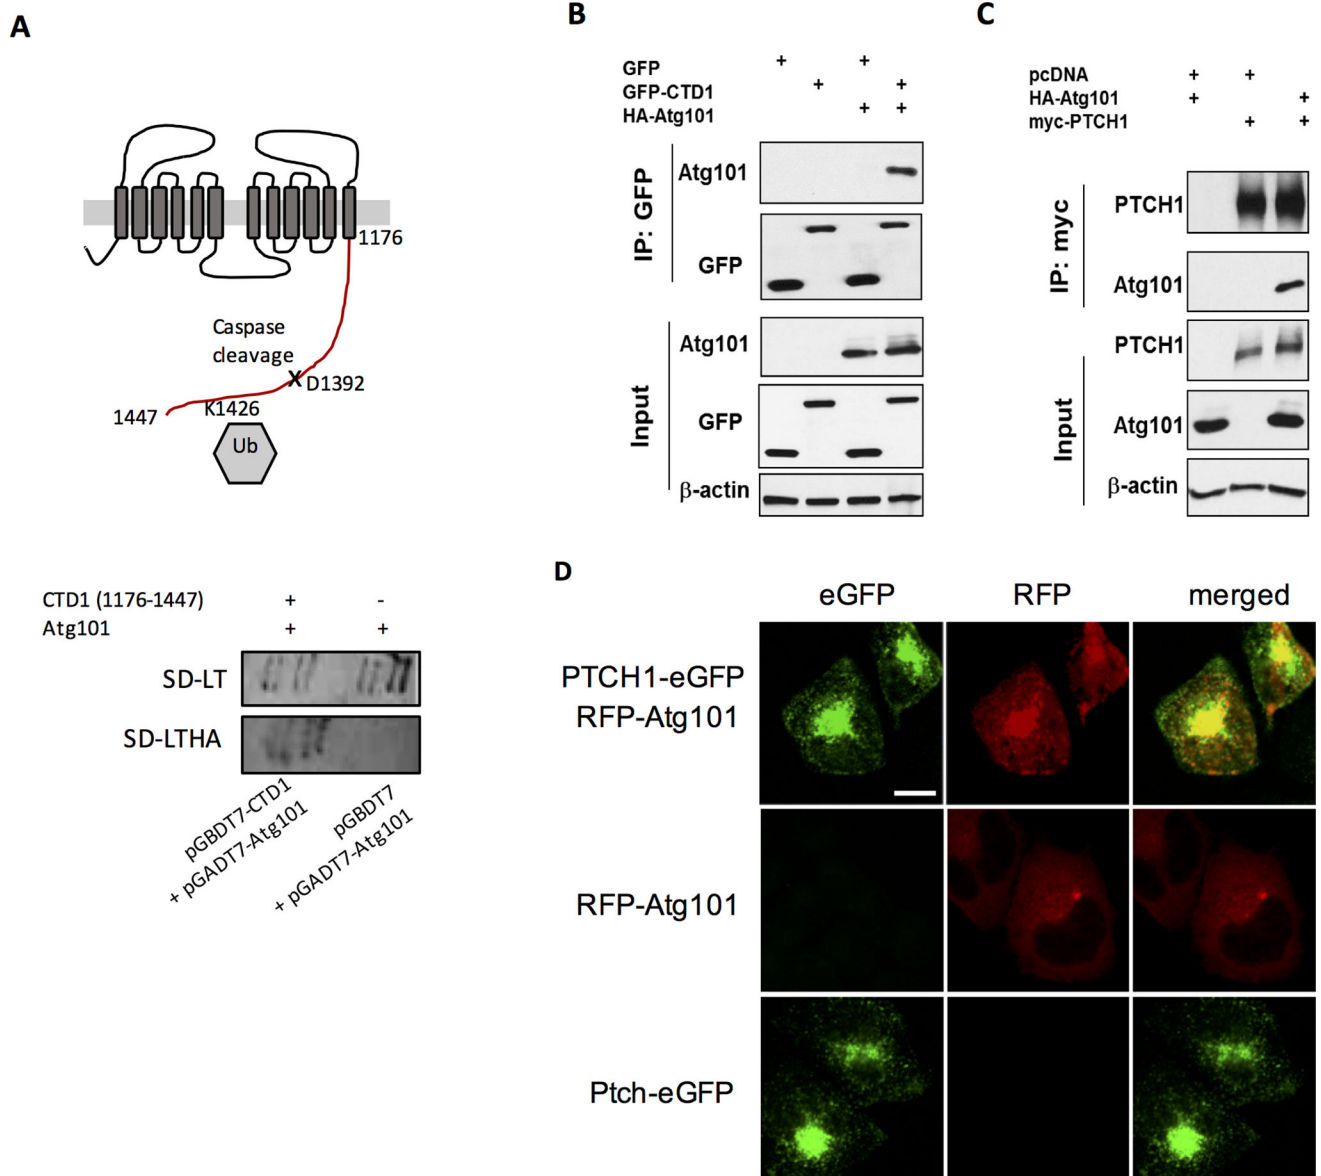 A
1176
Caspase
cleavage
X
D1392
1447
K1426
Ub
CTD1 (1176-1447) + -
Atg101 + +
SD-LT
SD-LTHA
pGBDT7-CTD1
+ pGADT7-Atg101
pGBDT7
+ pGADT7-Atg101
B
GFP + +
GFP-CTD1 + +
HA-Atg101 + +
IP: GFP
Atg101
GFP
Input
Atg101
GFP
β-actin
C
pcDNA + +
HA-Atg101 + +
myc-PTCH1 + +
IP: myc
PTCH1
Atg101
Input
PTCH1
Atg101
β-actin
D
eGFP RFP merged
PTCH1-eGFP
RFP-Atg101
RFP-Atg101
Ptch-eGFP